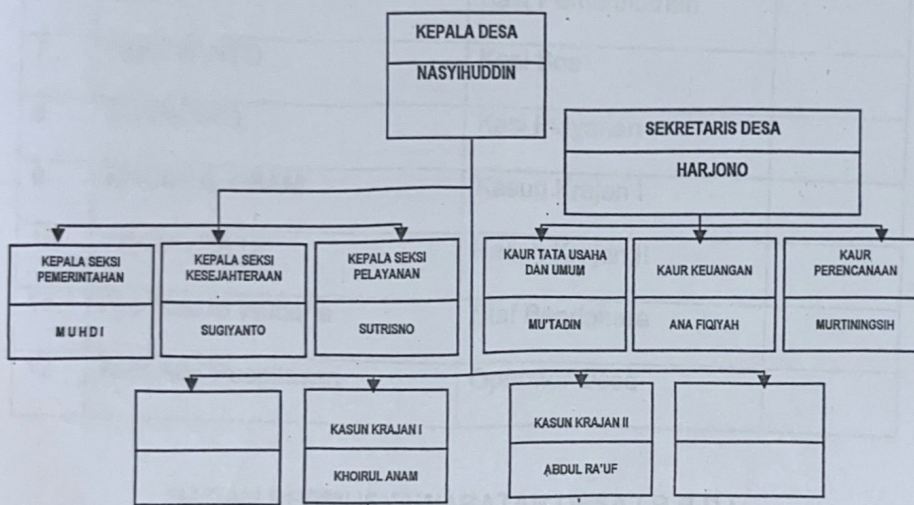 KEPALA DESA
NASYIHUDDIN
SEKRETARIS DESA
HARJONO
KEPALA SEKSI
PEMERINTAHAN
MUHDI
KEPALA SEKSI
KESEJAHTERAAN
SUGIYANTO
KEPALA SEKSI
PELAYANAN
SUTRISNO
KAUR TATA USAHA
DAN UMUM
MU'TADIN
KAUR KEUANGAN
ANA FIQIYAH
KAUR
PERENCANAAN
MURTININGSIH
KASUN KRAJAN I
KHOIRUL ANAM
KASUN KRAJAN II
ABDUL RA'UF